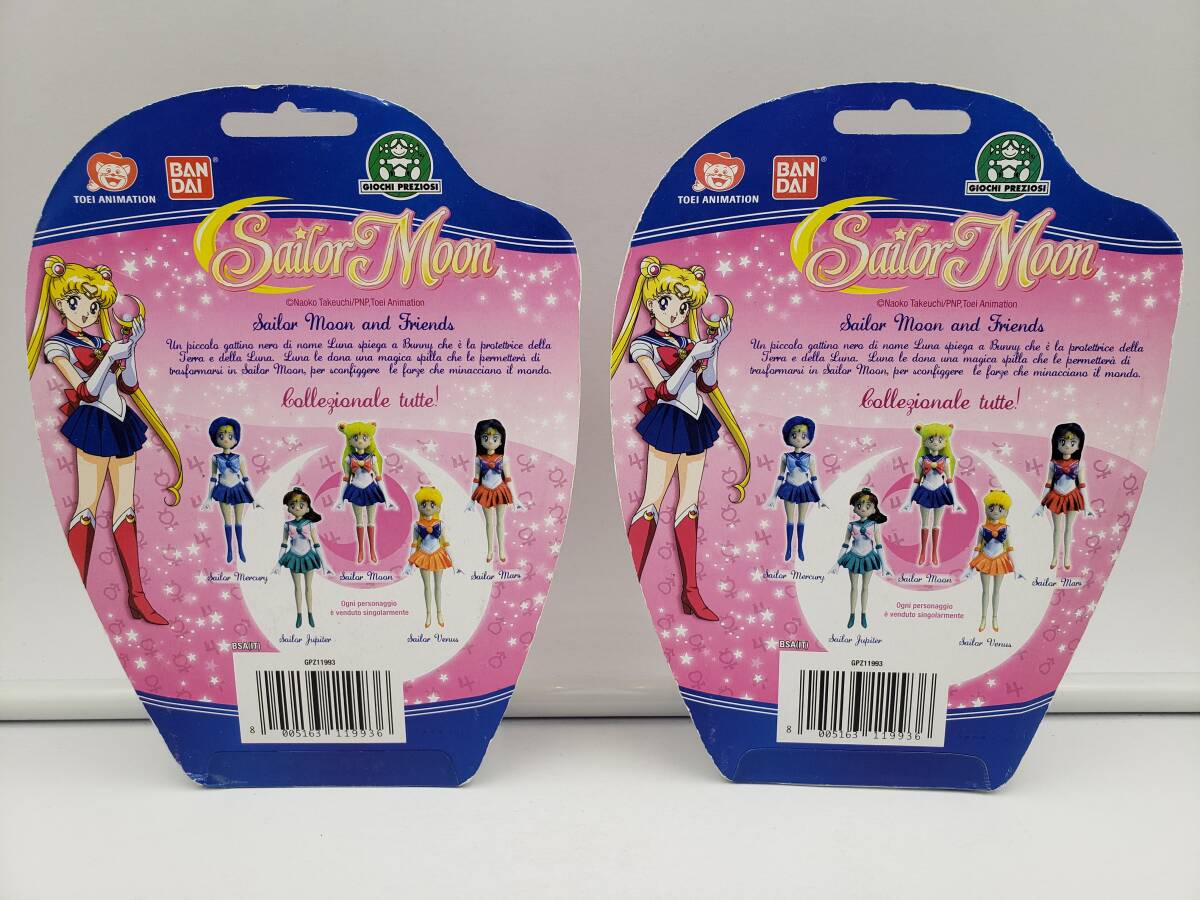 TOEI ANIMATION
BAN
DAI
®
GIOCHI PREZIOSI
Sailor Moon
©Naoko Takeuchi/PNP,Toei Animation
Sailor Moon and Friends
Un piccolo gattino nero di nome Luna spiega a Bunny che è la protettrice della
Terra e della Luna. Luna le dona una magica spilla che le permetterà di
trasformarsi in Sailor Moon, per sconfiggere le forze che minacciano il mondo.
Collezionale tutte!
Sailor Mercury
Sailor Moon
Sailor Mars
Ogni personaggio
è venduto singolarmente
Sailor Jupiter
Sailor Venus
BSA(IT)
GPZ11993
8 005163 119936
TOEI ANIMATION
BAN
DAI
®
GIOCHI PREZIOSI
Sailor Moon
©Naoko Takeuchi/PNP,Toei Animation
Sailor Moon and Friends
Un piccolo gattino nero di nome Luna spiega a Bunny che è la protettrice della
Terra e della Luna. Luna le dona una magica spilla che le permetterà di
trasformarsi in Sailor Moon, per sconfiggere le forze che minacciano il mondo.
Collezionale tutte!
Sailor Mercury
Sailor Moon
Sailor Mars
Ogni personaggio
è venduto singolarmente
Sailor Jupiter
Sailor Venus
BSA(IT)
GPZ11993
8 005163 119936